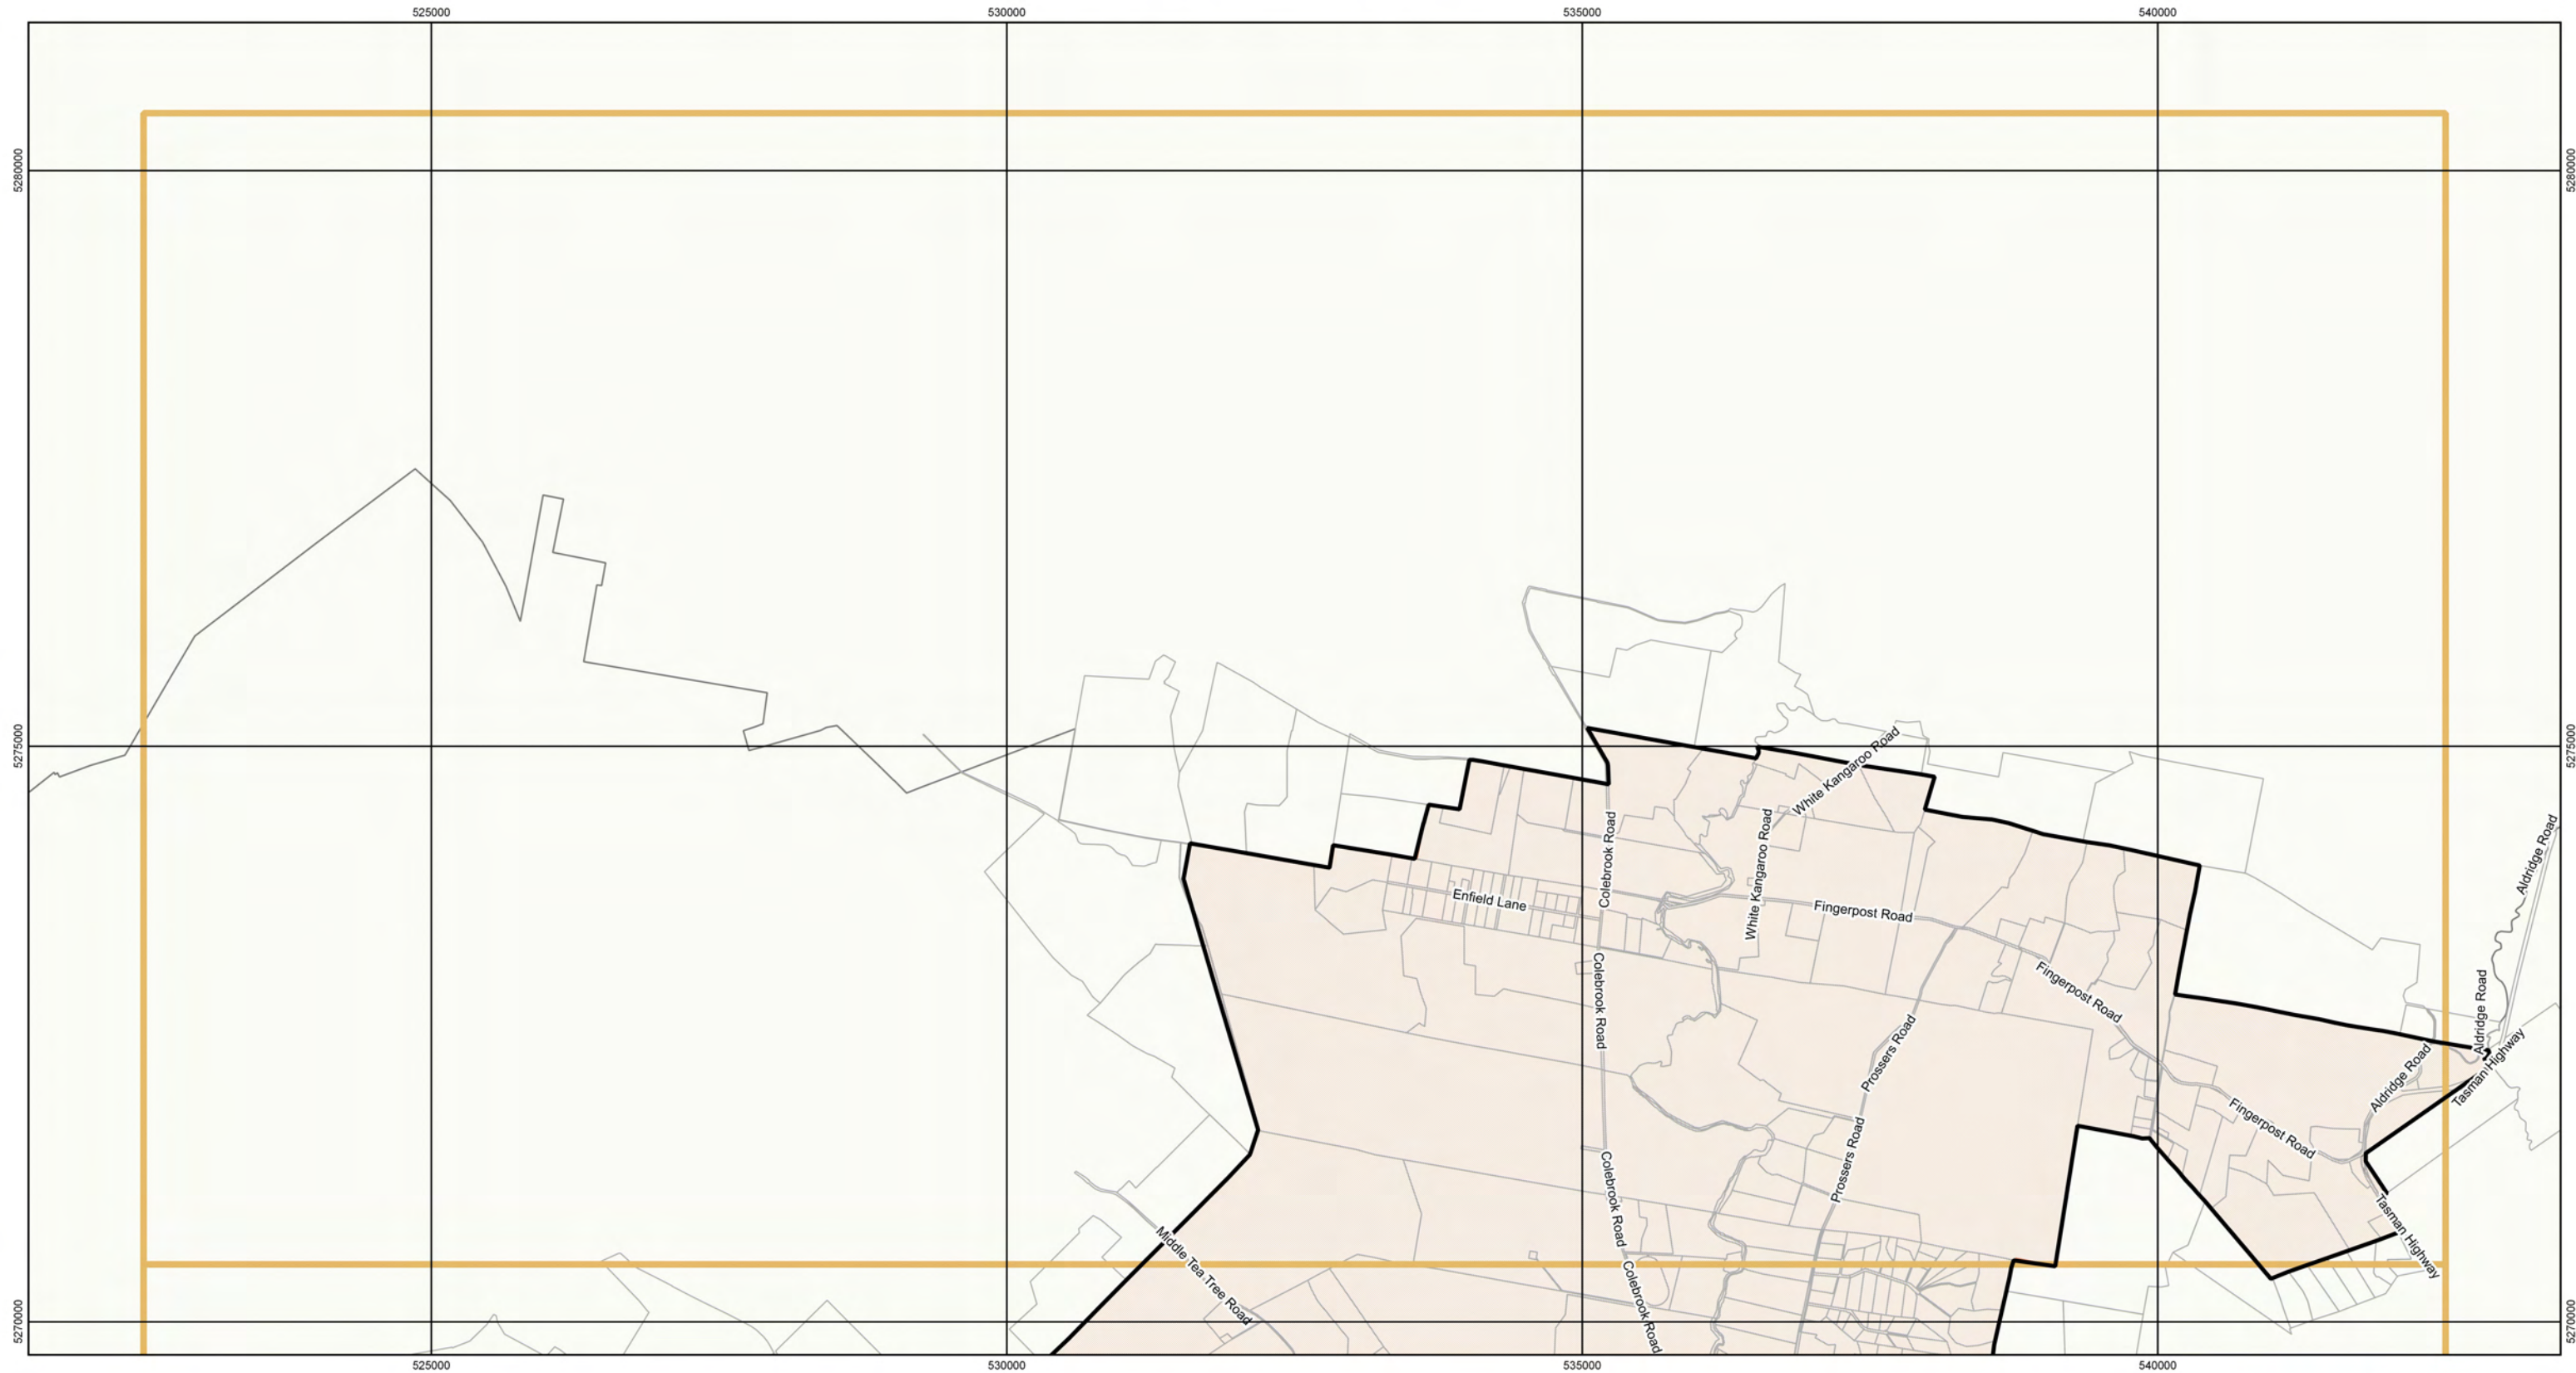 525000
530000
535000
540000
5280000
5280000
5275000
5275000
5270000
5270000
White Kangaroo Road
White Kangaroo Road
Colebrook Road
Enfield Lane
Fingerpost Road
Aldridge Road
Colebrook Road
Fingerpost Road
Aldridge Road
Prossers Road
Aldridge Road
Tasman Highway
Fingerpost Road
Prossers Road
Colebrook Road
Tasman Highway
Middle Tea Tree Road
Colebrook Road
525000
530000
535000
540000